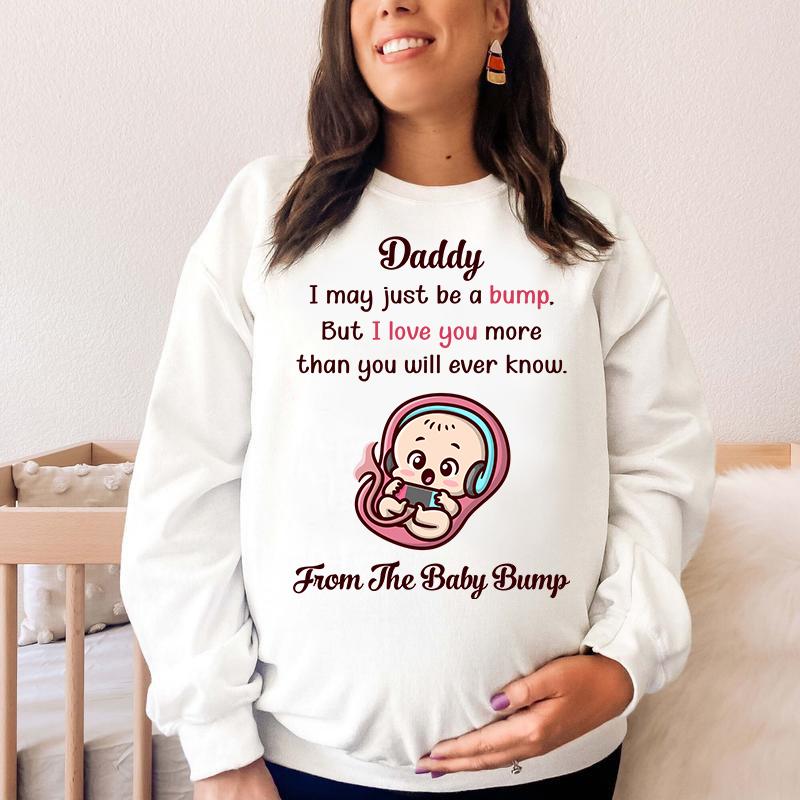 Daddy
I may just be a bump,
But I love you more
than you will ever know.
From The Baby Bump